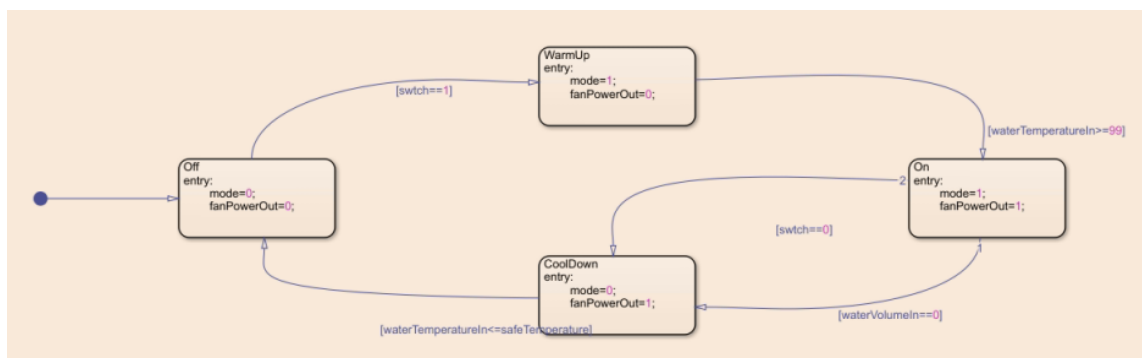 WarmUp
entry:
mode=1;
fanPowerOut=0;
[swtch==1]
[waterTemperatureIn>=99]
Off
entry:
mode=0;
fanPowerOut=0;
On
entry:
mode=1;
fanPowerOut=1;
2
1
[swtch==0]
CoolDown
entry:
mode=0;
fanPowerOut=1;
[waterVolumeIn==0]
[waterTemperatureIn<=safeTemperature]